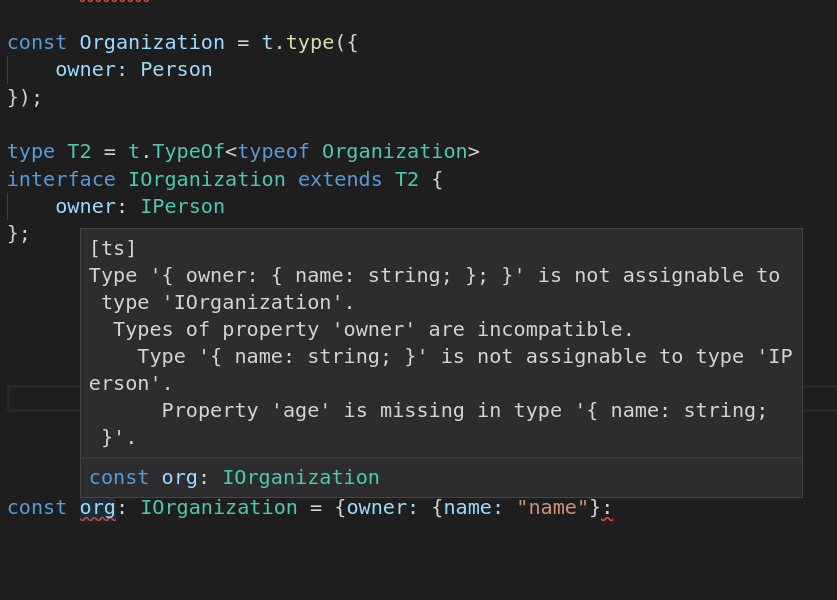 const Organization = t.type({
    owner: Person
});
type T2 = t.TypeOf<typeof Organization>
interface IOrganization extends T2 {
    owner: IPerson
};
[ts]
Type '{ owner: { name: string; }; }' is not assignable to
 type 'IOrganization'.
  Types of property 'owner' are incompatible.
    Type '{ name: string; }' is not assignable to type 'IP
erson'.
      Property 'age' is missing in type '{ name: string;
 }'.
const org: IOrganization
const org: IOrganization = {owner: {name: "name"}: